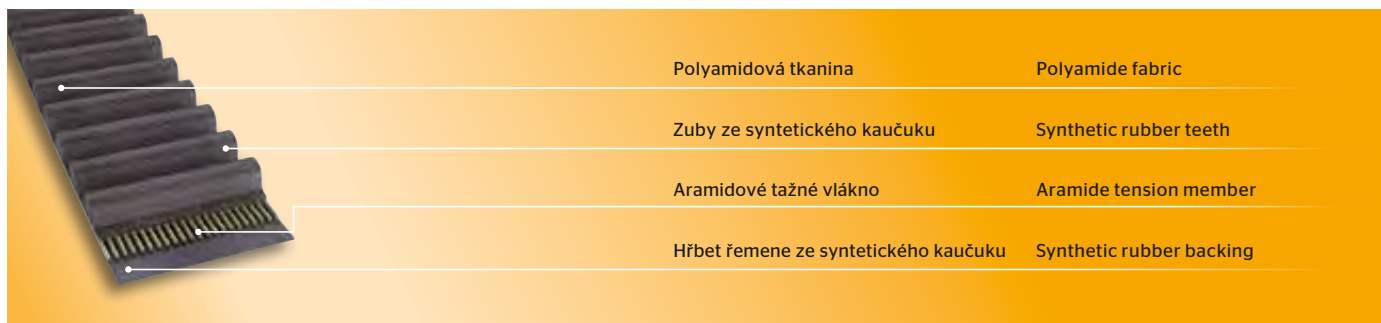 Polyamidová tkanina Polyamide fabric
Zuby ze syntetického kaučuku Synthetic rubber teeth
Aramidové tažné vlákno Aramide tension member
Hřbet řemene ze syntetického kaučuku Synthetic rubber backing